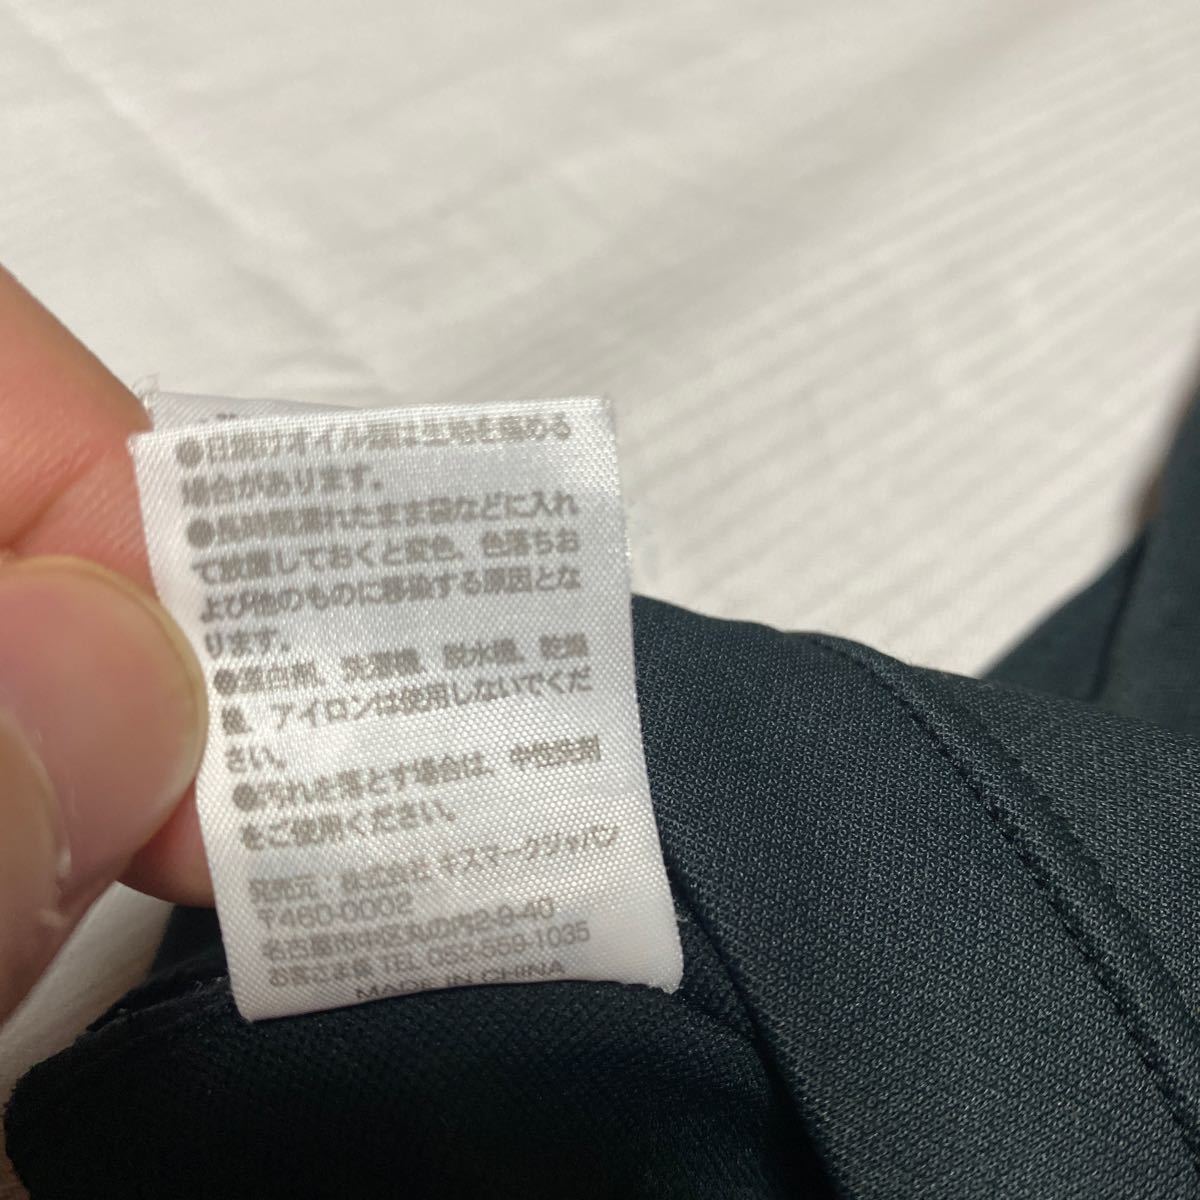 ●日焼けオイル類は生地を痛める
場合があります。
●長時間濡れたまま袋などに入れ
て放置しておくと変色、色落ちお
よび他のものに移染する原因とな
ります。
●蛋白剤、洗濯機、脱水機、乾燥
機、アイロンは使用しないでくだ
さい。
●汚れを落とす場合は、中性洗剤
をご使用ください。
発売元：株式会社 キスマークジャパン
〒460-0002
名古屋市中区丸の内2-9-40
お客さま係 TEL 052-559-1035
MADE IN CHINA